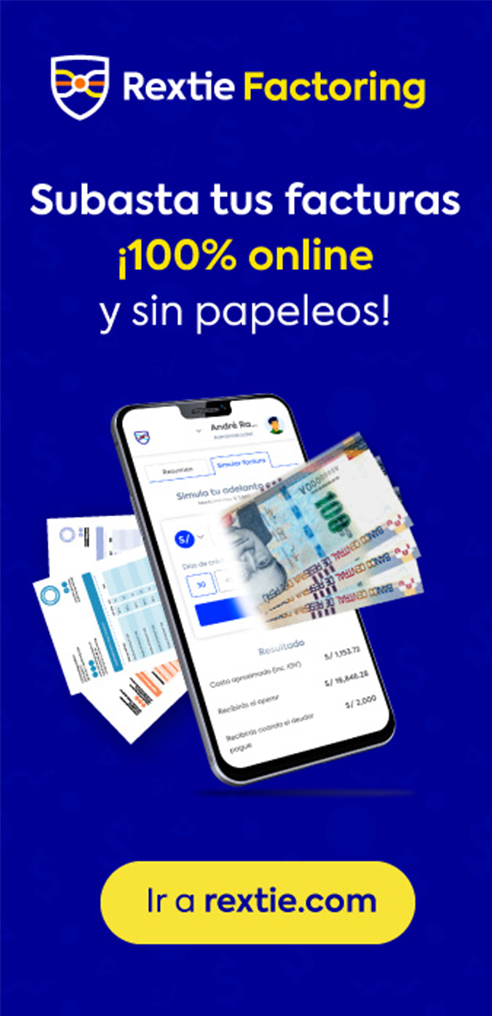 Rextie Factoring
Subasta tus facturas
¡100% online
y sin papeleos!
André Ra...
Administrador
Resumen
Simular factura
Simula tu adelanto
S/
Días de
30
Resultado
Costo aproximado (inc. IGV)
S/ 1,153.72
Recibirás al operar
S/ 16,846.28
Recibirás cuando el deudor
pague
S/ 2,000
100
BANCO CENTRAL
DE RESERVA DEL PERÚ
Ir a rextie.com